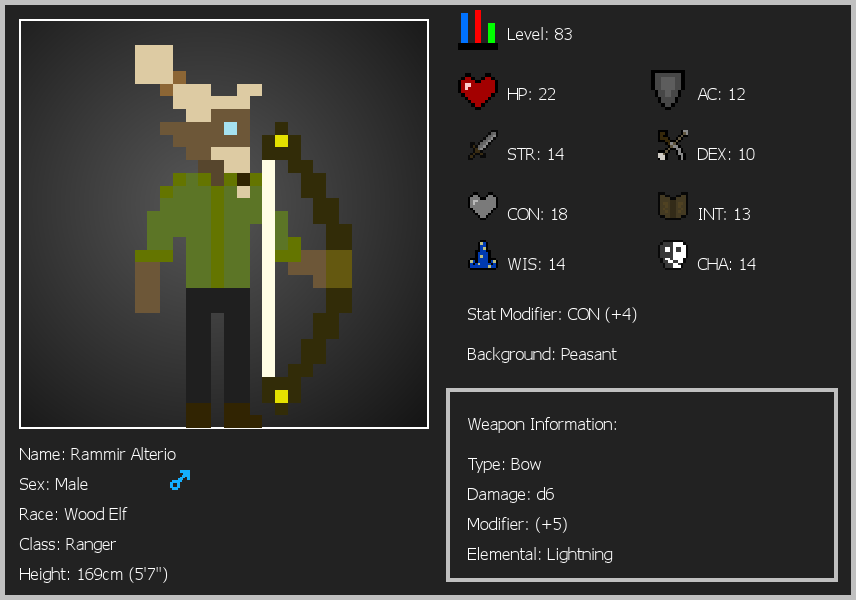 Level: 83
HP: 22
AC: 12
STR: 14
DEX: 10
CON: 18
INT: 13
WIS: 14
CHA: 14
Stat Modifier: CON (+4)
Background: Peasant
Weapon Information:
Type: Bow
Damage: d6
Modifier: (+5)
Elemental: Lightning
Name: Rammir Alterio
Sex: Male
Race: Wood Elf
Class: Ranger
Height: 169cm (5'7")